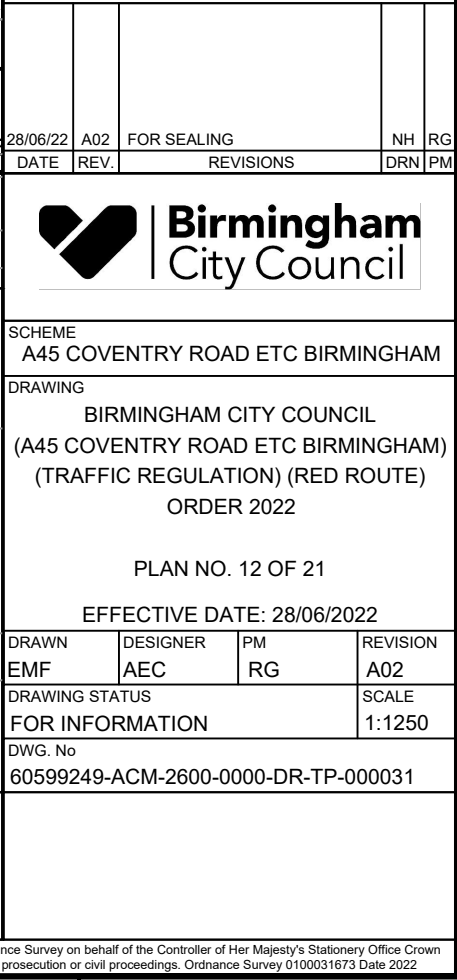 28/06/22 A02 FOR SEALING NH RG
DATE REV. REVISIONS DRN PM
Birmingham
City Council
SCHEME
A45 COVENTRY ROAD ETC BIRMINGHAM
DRAWING
BIRMINGHAM CITY COUNCIL
(A45 COVENTRY ROAD ETC BIRMINGHAM)
(TRAFFIC REGULATION) (RED ROUTE)
ORDER 2022
PLAN NO. 12 OF 21
EFFECTIVE DATE: 28/06/2022
DRAWN DESIGNER PM REVISION
EMF AEC RG A02
DRAWING STATUS SCALE
FOR INFORMATION 1:1250
DWG. No
60599249-ACM-2600-0000-DR-TP-000031
nce Survey on behalf of the Controller of Her Majesty's Stationery Office Crown
prosecution or civil proceedings. Ordnance Survey 0100031673 Date 2022